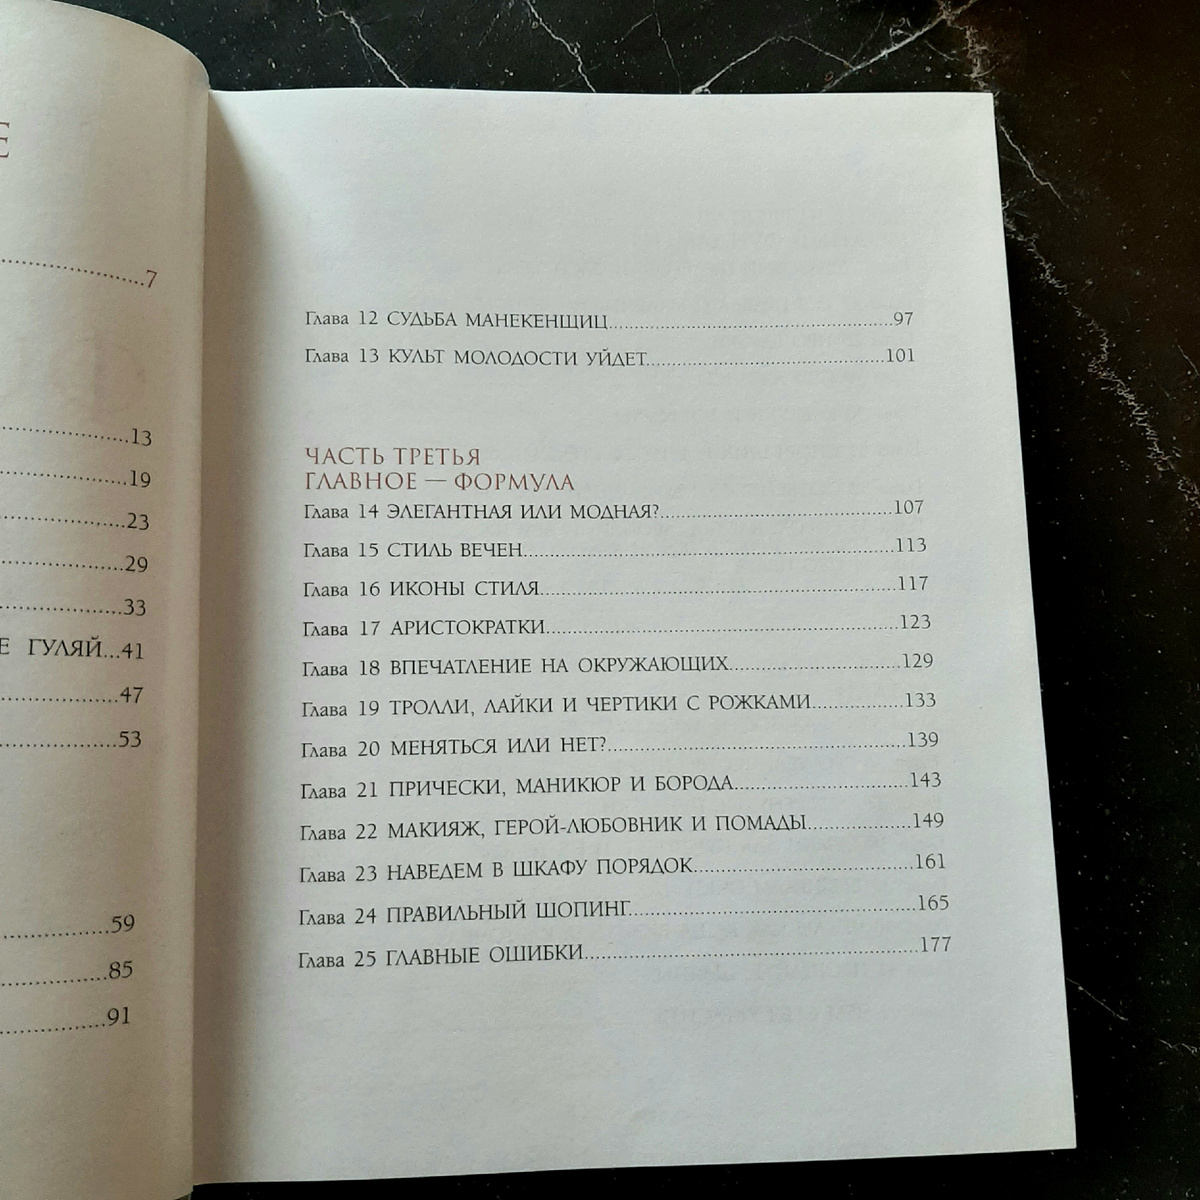 7
13
19
23
29
33
ГУЛЯЙ...41
47
53
59
85
91
Глава 12 СУДЬБА МАНЕКЕНЩИЦ...97
Глава 13 КУЛЬТ МОЛОДОСТИ УЙДЕТ...101
ЧАСТЬ ТРЕТЬЯ
ГЛАВНОЕ — ФОРМУЛА
Глава 14 ЭЛЕГАНТНАЯ ИЛИ МОДНАЯ?...107
Глава 15 СТИЛЬ ВЕЧЕН...113
Глава 16 ИКОНЫ СТИЛЯ...117
Глава 17 АРИСТОКРАТКИ...123
Глава 18 ВПЕЧАТЛЕНИЕ НА ОКРУЖАЮЩИХ...129
Глава 19 ТРОЛЛИ, ЛАЙКИ И ЧЕРТИКИ С РОЖКАМИ...133
Глава 20 МЕНЯТЬСЯ ИЛИ НЕТ?...139
Глава 21 ПРИЧЕСКИ, МАНИКЮР И БОРОДА...143
Глава 22 МАКИЯЖ, ГЕРОЙ-ЛЮБОВНИК И ПОМАДЫ...149
Глава 23 НАВЕДЕМ В ШКАФУ ПОРЯДОК...161
Глава 24 ПРАВИЛЬНЫЙ ШОПИНГ...165
Глава 25 ГЛАВНЫЕ ОШИБКИ...177